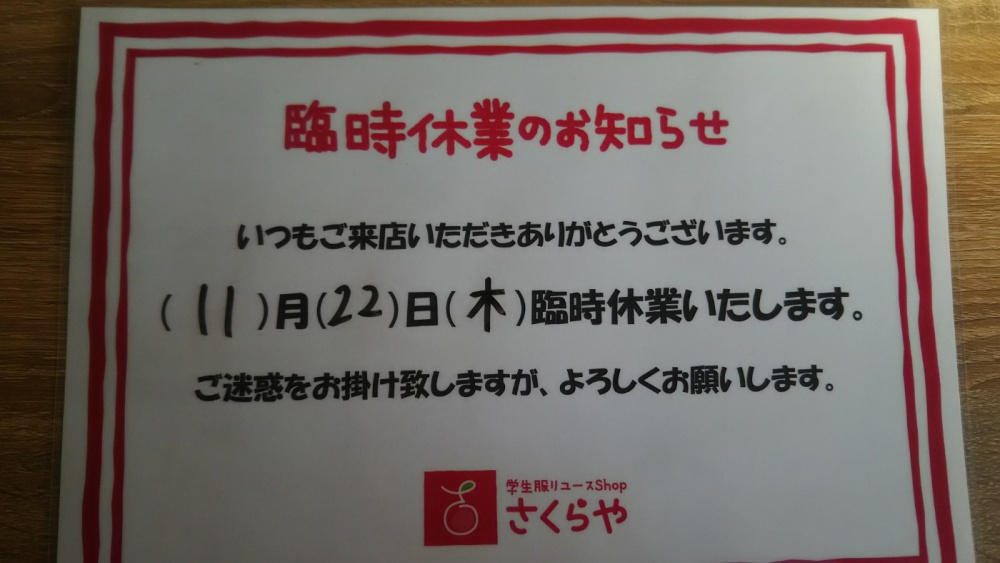 臨時休業のお知らせ
いつもご来店いただきありがとうございます。
(11)月(22)日(木)臨時休業いたします。
ご迷惑をお掛け致しますが、よろしくお願いします。
学生服リユースShop
さくらや